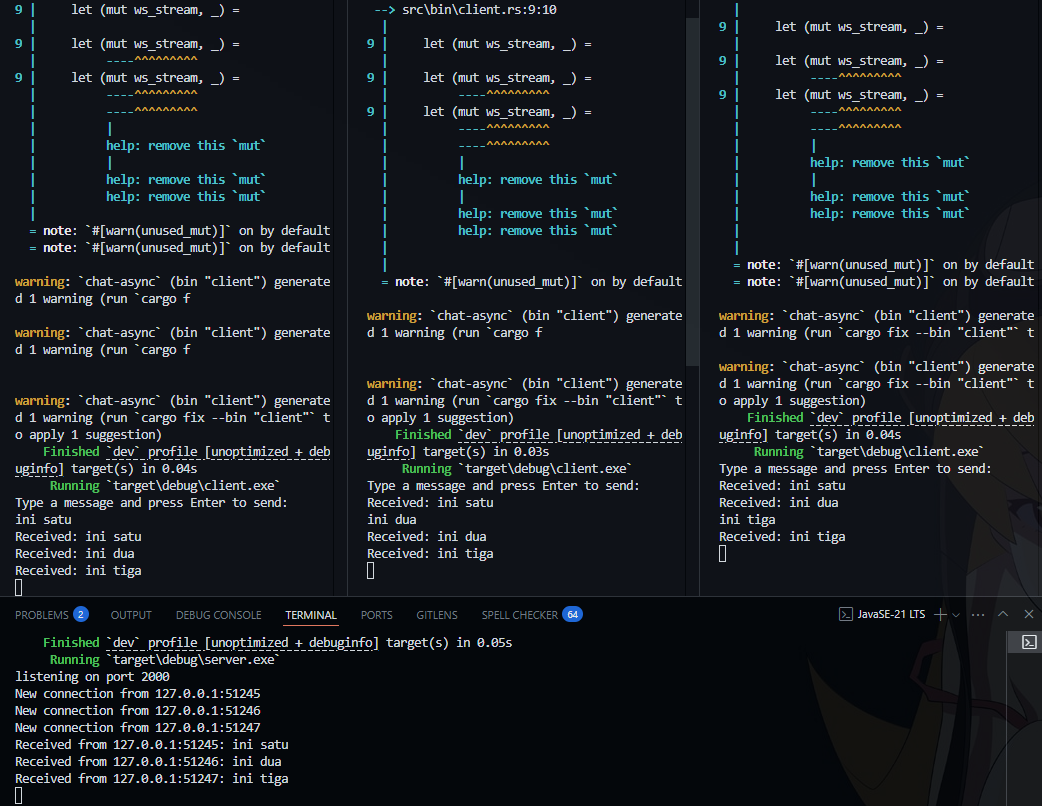 9 |     let (mut ws_stream, _) =
  |
9 |     let (mut ws_stream, _) =
  |          ----^^^^^^^^^
9 |     let (mut ws_stream, _) =
  |          ----^^^^^^^^^
  |          ----^^^^^^^^^
  |          |
  |          help: remove this `mut`
  |          |
  |          help: remove this `mut`
  |          help: remove this `mut`
  |
  = note: `#[warn(unused_mut)]` on by default
  = note: `#[warn(unused_mut)]` on by default
warning: `chat-async` (bin "client") generate
d 1 warning (run `cargo f
warning: `chat-async` (bin "client") generate
d 1 warning (run `cargo f
warning: `chat-async` (bin "client") generate
d 1 warning (run `cargo fix --bin "client"` t
o apply 1 suggestion)
    Finished `dev` profile [unoptimized + deb
uginfo] target(s) in 0.04s
     Running `target\debug\client.exe`
Type a message and press Enter to send:
ini satu
Received: ini satu
Received: ini dua
Received: ini tiga
 --> src\bin\client.rs:9:10
  |
9 |     let (mut ws_stream, _) =
  |
9 |     let (mut ws_stream, _) =
  |          ----^^^^^^^^^
9 |     let (mut ws_stream, _) =
  |          ----^^^^^^^^^
  |          ----^^^^^^^^^
  |          |
  |          help: remove this `mut`
  |          |
  |          help: remove this `mut`
  |          help: remove this `mut`
  |
  |
  = note: `#[warn(unused_mut)]` on by default
warning: `chat-async` (bin "client") generate
d 1 warning (run `cargo f
warning: `chat-async` (bin "client") generate
d 1 warning (run `cargo fix --bin "client"` t
o apply 1 suggestion)
    Finished `dev` profile [unoptimized + deb
uginfo] target(s) in 0.03s
     Running `target\debug\client.exe`
Type a message and press Enter to send:
Received: ini satu
ini dua
Received: ini dua
Received: ini tiga
  |
9 |     let (mut ws_stream, _) =
  |
9 |     let (mut ws_stream, _) =
  |          ----^^^^^^^^^
9 |     let (mut ws_stream, _) =
  |          ----^^^^^^^^^
  |          ----^^^^^^^^^
  |          |
  |          help: remove this `mut`
  |          |
  |          help: remove this `mut`
  |          help: remove this `mut`
  |
  |
  = note: `#[warn(unused_mut)]` on by default
  = note: `#[warn(unused_mut)]` on by default
warning: `chat-async` (bin "client") generate
d 1 warning (run `cargo fix --bin "client"` t
warning: `chat-async` (bin "client") generate
d 1 warning (run `cargo fix --bin "client"` t
o apply 1 suggestion)
    Finished `dev` profile [unoptimized + deb
uginfo] target(s) in 0.04s
     Running `target\debug\client.exe`
Type a message and press Enter to send:
Received: ini satu
Received: ini dua
ini tiga
Received: ini tiga
PROBLEMS 2 OUTPUT DEBUG CONSOLE TERMINAL PORTS GITLENS SPELL CHECKER 64 JavaSE-21 LTS
    Finished `dev` profile [unoptimized + debuginfo] target(s) in 0.05s
     Running `target\debug\server.exe`
listening on port 2000
New connection from 127.0.0.1:51245
New connection from 127.0.0.1:51246
New connection from 127.0.0.1:51247
Received from 127.0.0.1:51245: ini satu
Received from 127.0.0.1:51246: ini dua
Received from 127.0.0.1:51247: ini tiga